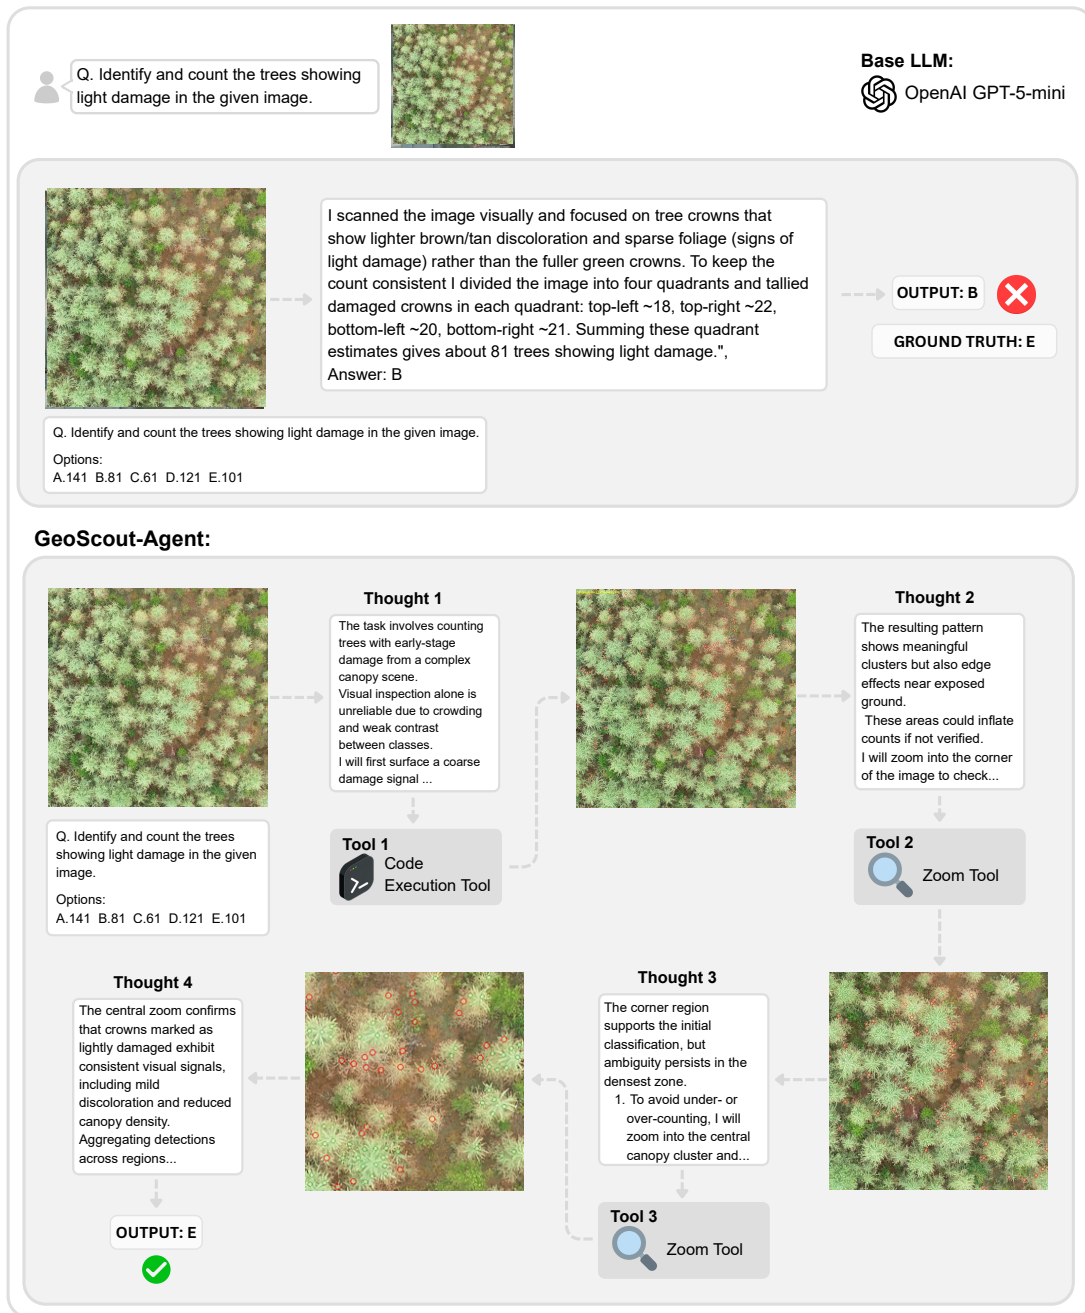 Q. Identify and count the trees showing
light damage in the given image.
Base LLM:
OpenAI GPT-5-mini
I scanned the image visually and focused on tree crowns that
show lighter brown/tan discoloration and sparse foliage (signs of
light damage) rather than the fuller green crowns. To keep the
count consistent I divided the image into four quadrants and tallied
damaged crowns in each quadrant: top-left ~18, top-right ~22,
bottom-left ~20, bottom-right ~21. Summing these quadrant
estimates gives about 81 trees showing light damage.",
Answer: B
OUTPUT: B
GROUND TRUTH: E
Q. Identify and count the trees showing light damage in the given image.
Options:
A.141 B.81 C.61 D.121 E.101
GeoScout-Agent:
Thought 1
The task involves counting
trees with early-stage
damage from a complex
canopy scene.
Visual inspection alone is
unreliable due to crowding
and weak contrast
between classes.
I will first surface a coarse
damage signal ...
Thought 2
The resulting pattern
shows meaningful
clusters but also edge
effects near exposed
ground.
These areas could inflate
counts if not verified.
I will zoom into the corner
of the image to check...
Q. Identify and count the trees
showing light damage in the given
image.
Options:
A.141 B.81 C.61 D.121 E.101
Tool 1
Code
Execution Tool
Tool 2
Zoom Tool
Thought 4
The central zoom confirms
that crowns marked as
lightly damaged exhibit
consistent visual signals,
including mild
discoloration and reduced
canopy density.
Aggregating detections
across regions...
Thought 3
The corner region
supports the initial
classification, but
ambiguity persists in the
densest zone.
1. To avoid under- or
over-counting, I will
zoom into the central
canopy cluster and...
Tool 3
Zoom Tool
OUTPUT: E